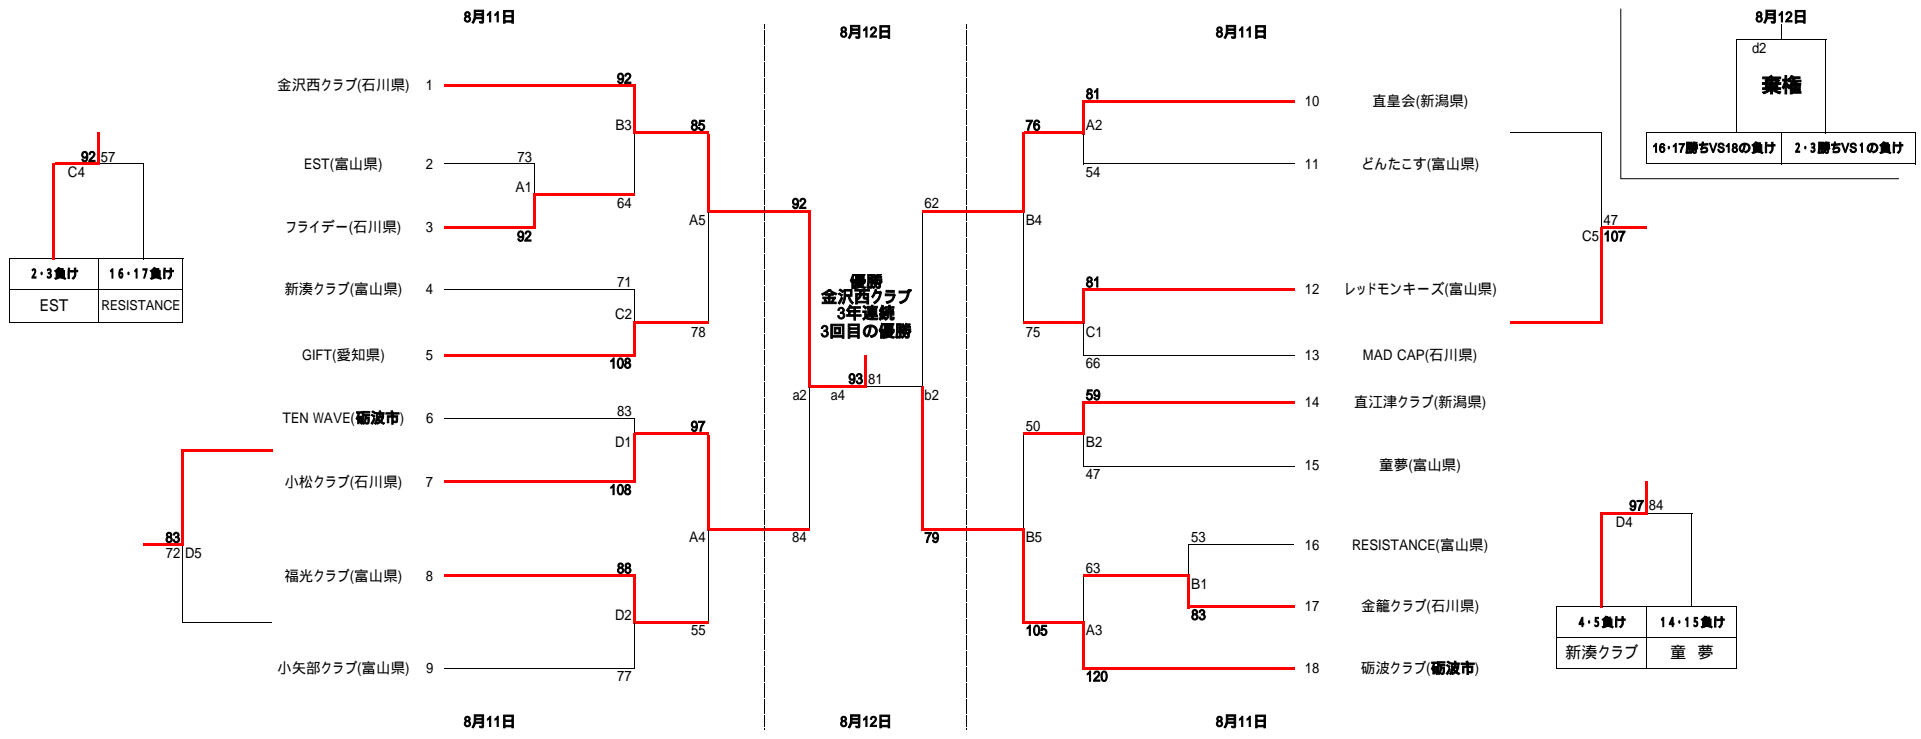 8月11日
8月12日
8月11日
8月12日
d2
棄権
16・17勝ちVS18の負け 2・3勝ちVS1の負け
金沢西クラブ(石川県) 1
92
B3
85
EST(富山県) 2
73
A1
64
フライデー(石川県) 3
92
A5
92
新湊クラブ(富山県) 4
71
C2
78
GIFT(愛知県) 5
108
TEN WAVE(砺波市) 6
83
D1
97
小松クラブ(石川県) 7
108
A4
84
福光クラブ(富山県) 8
88
D2
55
小矢部クラブ(富山県) 9
77
92 57
C4
2・3負け 16・17負け
EST RESISTANCE
83
72 D5
優勝
金沢西クラブ
3年連続
3回目の優勝
93 81
a2 a4 b2
62
79
76
B4
75
50
B5
105
81
A2
54
10 直皇会(新潟県)
11 どんたこす(富山県)
81
C1
66
12 レッドモンキーズ(富山県)
13 MAD CAP(石川県)
59
B2
47
14 直江津クラブ(新潟県)
15 童夢(富山県)
53
B1
83
16 RESISTANCE(富山県)
17 金籠クラブ(石川県)
63
A3
120
18 砺波クラブ(砺波市)
47
C5 107
97 84
D4
4・5負け 14・15負け
新湊クラブ 童 夢
8月11日
8月12日
8月11日